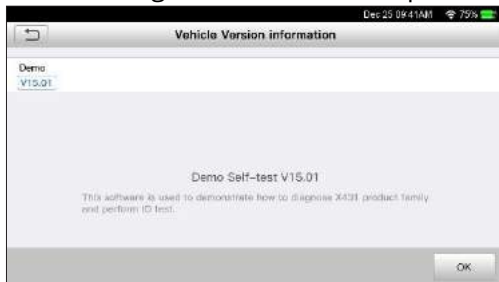 Dec 25 09:41AM 75%
Vehicle Version information
Demo
V15.01
Demo Self-test V15.01
This software is used to demonstrate how to diagnose X431 product family
and perform IO test.
OK